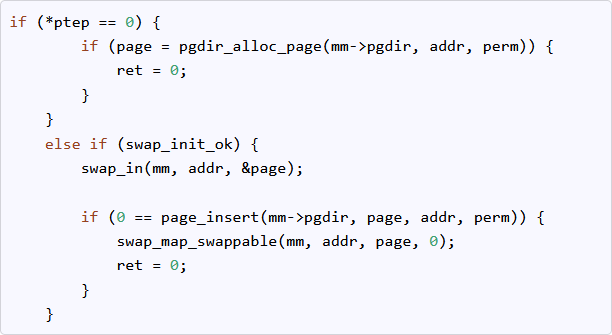 if (*ptep == 0) {
        if (page = pgdir_alloc_page(mm->pgdir, addr, perm)) {
            ret = 0;
        }
    }
    else if (swap_init_ok) {
        swap_in(mm, addr, &page);

        if (0 == page_insert(mm->pgdir, page, addr, perm)) {
            swap_map_swappable(mm, addr, page, 0);
            ret = 0;
        }
    }